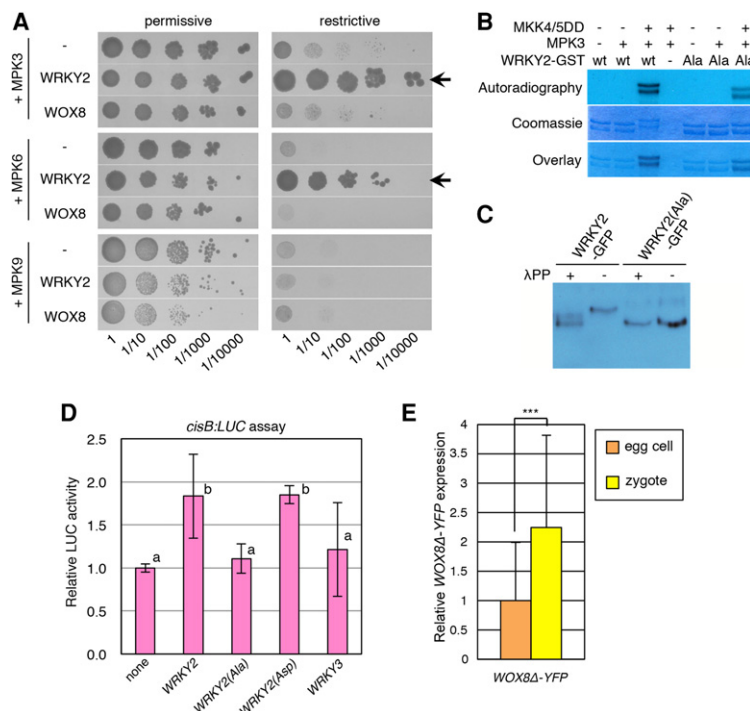 A
permissive
restrictive
+ MPK3
-
WRKY2
WOX8
+ MPK6
-
WRKY2
WOX8
+ MPK9
-
WRKY2
WOX8
1
1/10
1/100
1/1000
1/10000
1
1/10
1/100
1/1000
1/10000
B
MKK4/5DD - - + + - - +
MPK3 - + + + - + +
WRKY2-GST wt wt wt - Ala Ala Ala
Autoradiography
Coomassie
Overlay
C
WRKY2
-GFP
WRKY2(Ala)
-GFP
λPP + - + -
D
cisB:LUC assay
Relative LUC activity
2.5
2.0
1.5
1.0
0.0
a
b
a
b
a
none
WRKY2
WRKY2(Ala)
WRKY2(Asp)
WRKY3
E
Relative WOX8Δ-YFP expression
4
3.5
3
2.5
2
1.5
1
0.5
0
***
WOX8Δ-YFP
egg cell
zygote